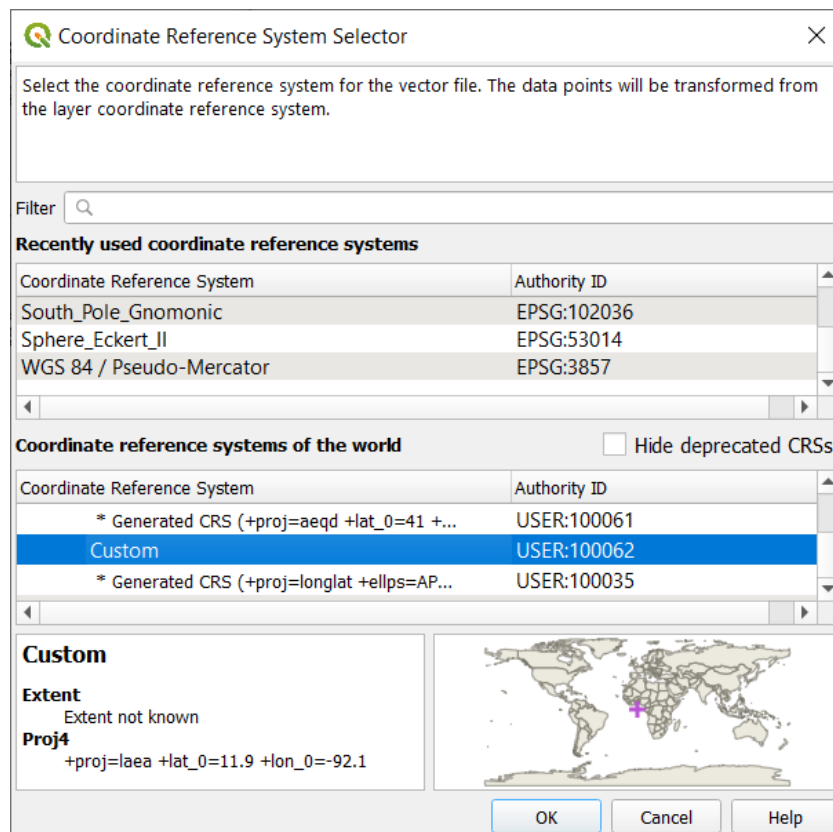 Coordinate Reference System Selector
Select the coordinate reference system for the vector file. The data points will be transformed from
the layer coordinate reference system.
Filter
Recently used coordinate reference systems
Coordinate Reference System Authority ID
South_Pole_Gnomonic EPSG:102036
Sphere_Eckert_II EPSG:53014
WGS 84 / Pseudo-Mercator EPSG:3857
Coordinate reference systems of the world Hide deprecated CRSs
Coordinate Reference System Authority ID
* Generated CRS (+proj=aeqd +lat_0=41 +... USER:100061
Custom USER:100062
* Generated CRS (+proj=longlat +ellps=AP... USER:100035
Custom
Extent
Extent not known
Proj4
+proj=laea +lat_0=11.9 +lon_0=-92.1
OK Cancel Help